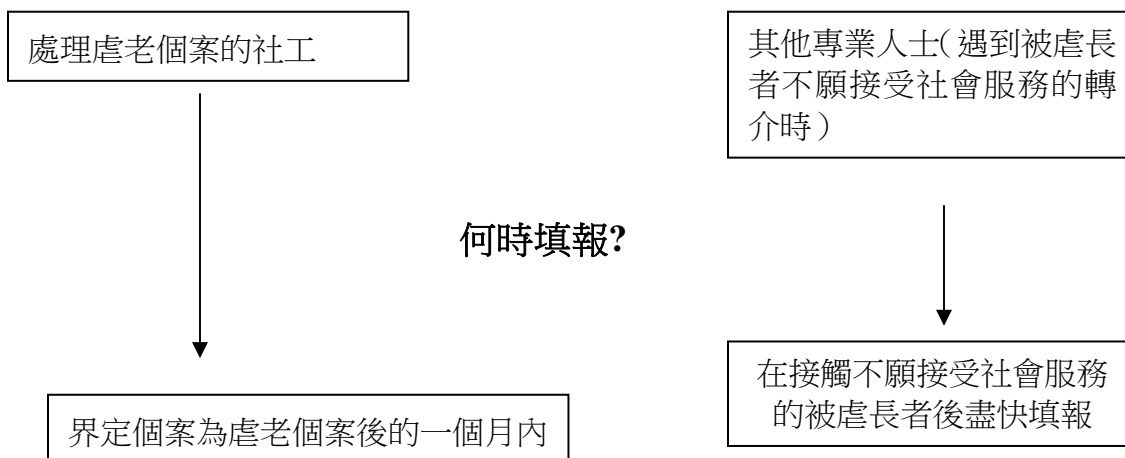 處理虐老個案的社工
其他專業人士（遇到被虐長
者不願接受社會服務的轉
介時）
何時填報?
界定個案為虐老個案後的一個月內
在接觸不願接受社會服務
的被虐長者後盡快填報